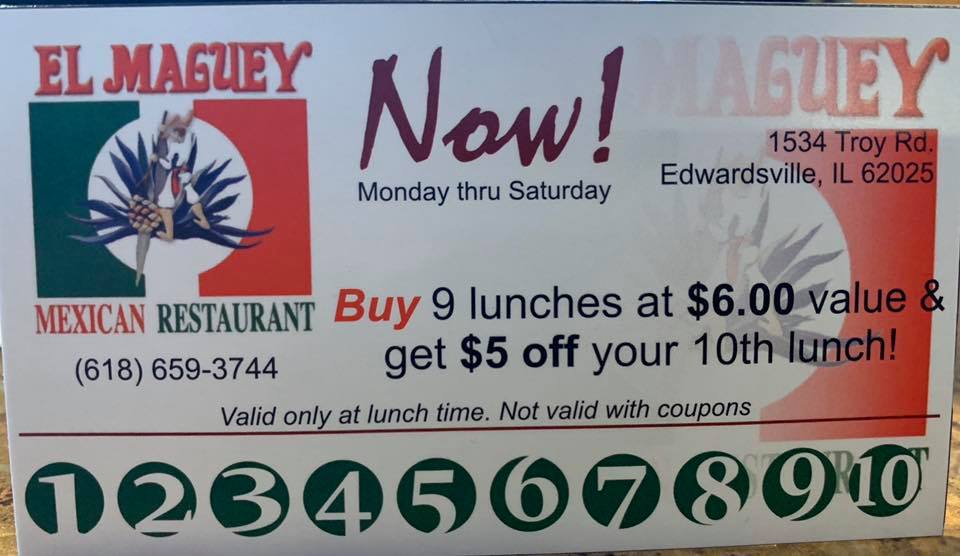 EL MAGUEY
MEXICAN RESTAURANT
(618) 659-3744
Now!
Monday thru Saturday
MAGUEY
1534 Troy Rd.
Edwardsville, IL 62025
Buy 9 lunches at $6.00 value &
get $5 off your 10th lunch!
Valid only at lunch time. Not valid with coupons
1 2 3 4 5 6 7 8 9 10